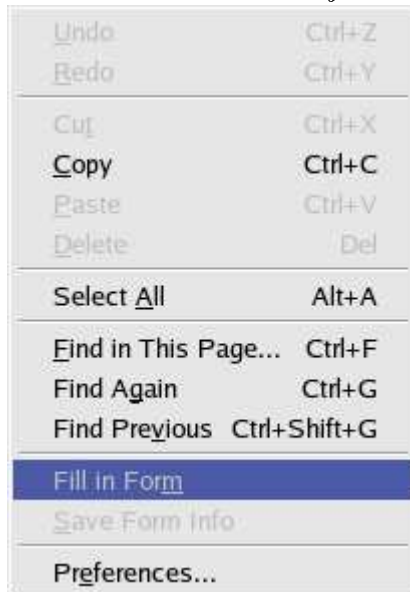 Undo Ctrl+Z
Redo Ctrl+Y
Cut Ctrl+X
Copy Ctrl+C
Paste Ctrl+V
Delete Del
Select All Alt+A
Find in This Page... Ctrl+F
Find Again Ctrl+G
Find Previous Ctrl+Shift+G
Fill in Form
Save Form Info
Preferences...